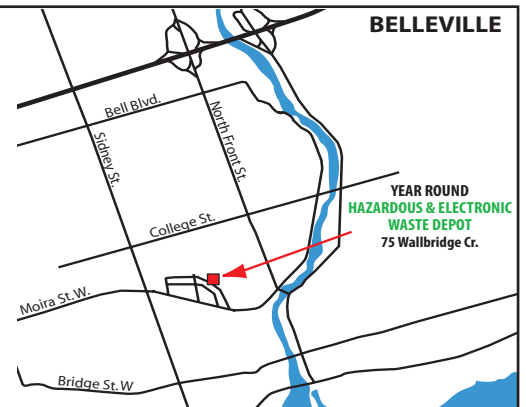 BELLEVILLE
Bell Blvd.
Sidney St.
North Front St.
College St.
YEAR ROUND
HAZARDOUS & ELECTRONIC
WASTE DEPOT
75 Wallbridge Cr.
Moira St. W.
Bridge St. W